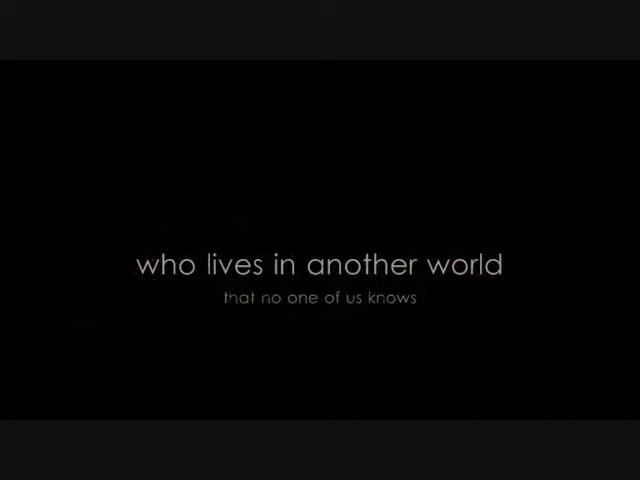 who lives in another world
that no one of us knows